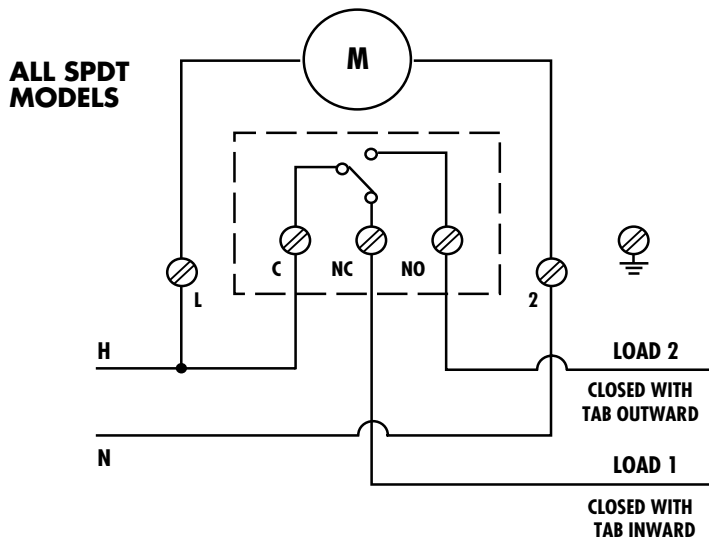 ALL SPDT
MODELS
M
C
NC
NO
L
2
H
LOAD 2
CLOSED WITH
TAB OUTWARD
N
LOAD 1
CLOSED WITH
TAB INWARD